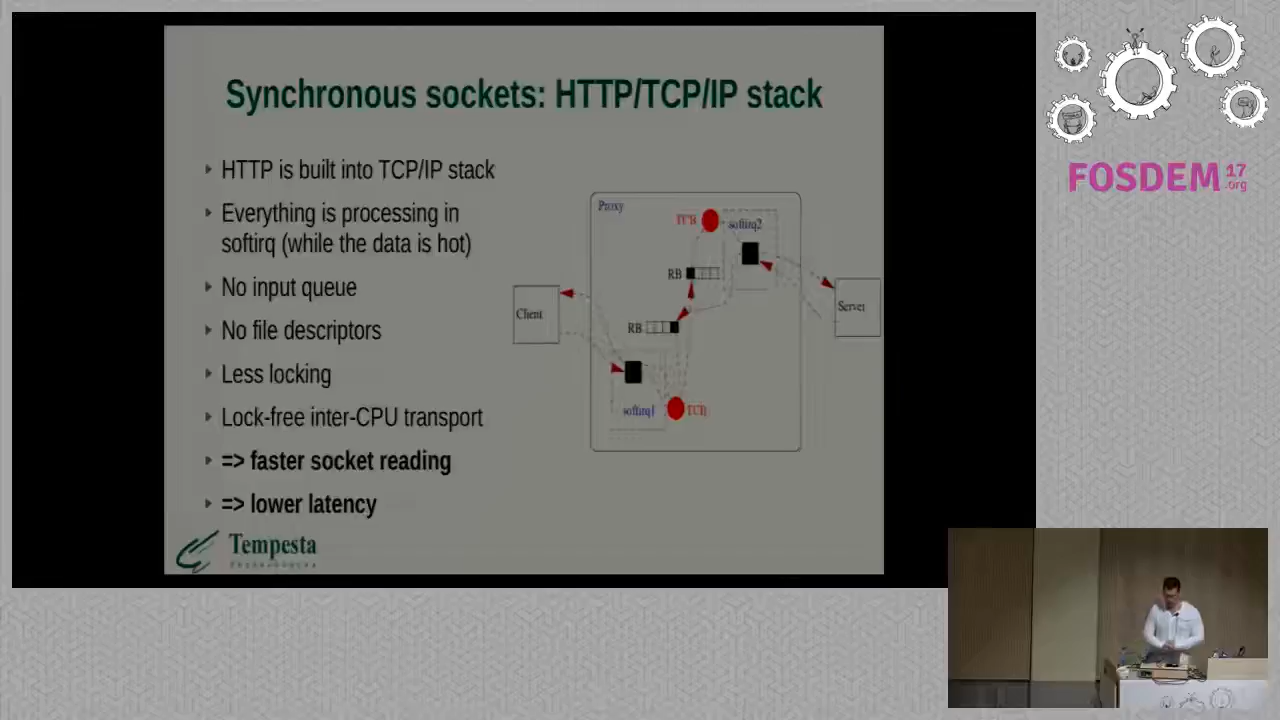 Synchronous sockets: HTTP/TCP/IP stack
HTTP is built into TCP/IP stack
Everything is processing in
softirq (while the data is hot)
No input queue
No file descriptors
Less locking
Lock-free inter-CPU transport
=> faster socket reading
=> lower latency
Proxy
TCB
softirq2
RB
Client
Server
RB
softirq1
TCB
Tempesta
FOSDEM 17
.org